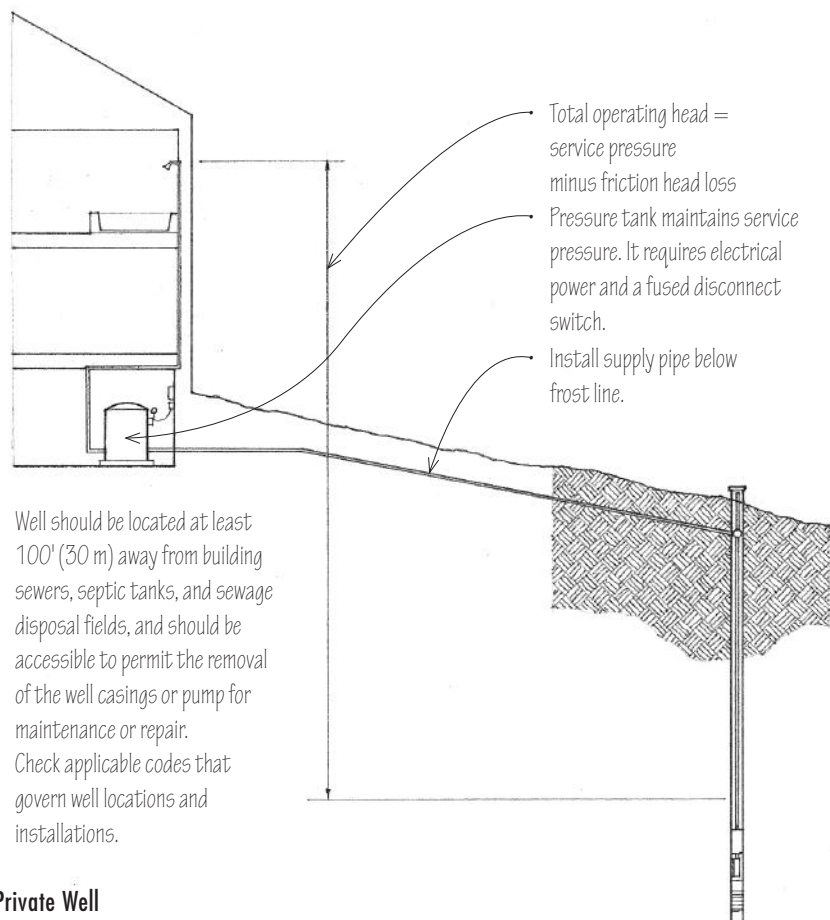 Total operating head =
service pressure
minus friction head loss
• Pressure tank maintains service
pressure. It requires electrical
power and a fused disconnect
switch.
• Install supply pipe below
frost line.
Well should be located at least
100' (30 m) away from building
sewers, septic tanks, and sewage
disposal fields, and should be
accessible to permit the removal
of the well casings or pump for
maintenance or repair.
Check applicable codes that
govern well locations and
installations.
Private Well